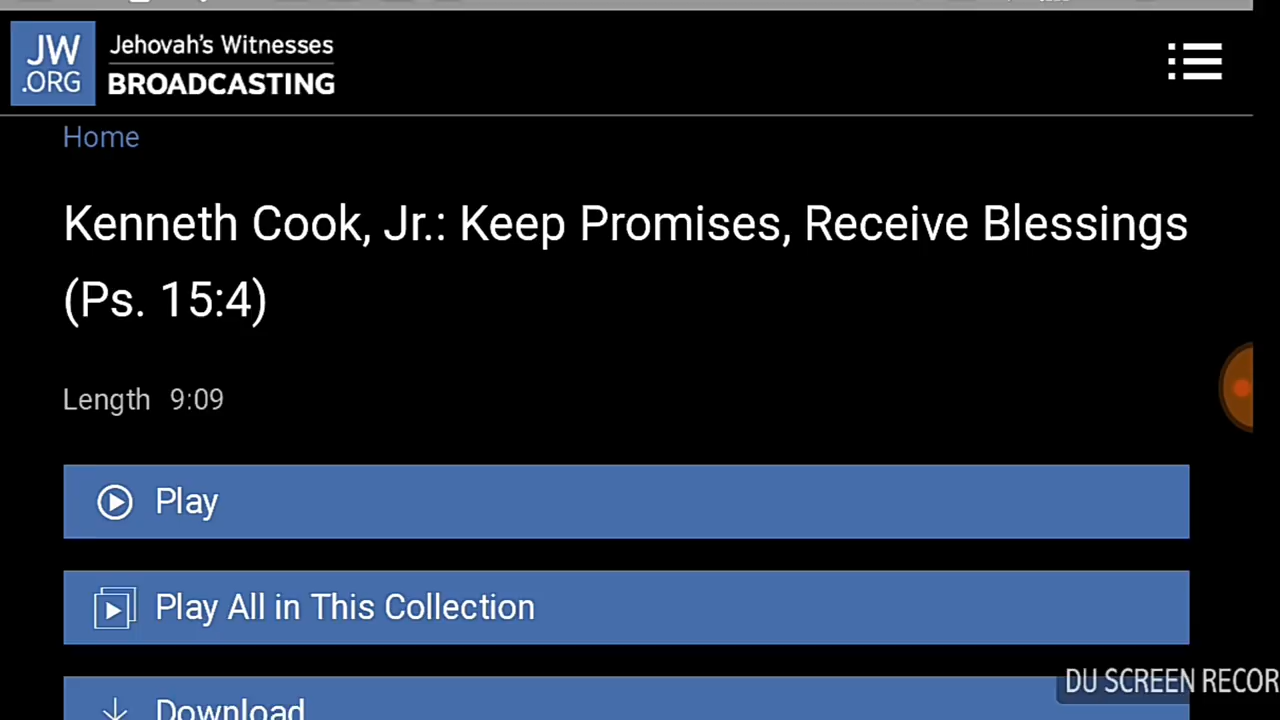 JW
.ORG
Jehovah's Witnesses
BROADCASTING
Home
Kenneth Cook, Jr.: Keep Promises, Receive Blessings
(Ps. 15:4)
Length 9:09
Play
Play All in This Collection
Download
DU SCREEN RECOR